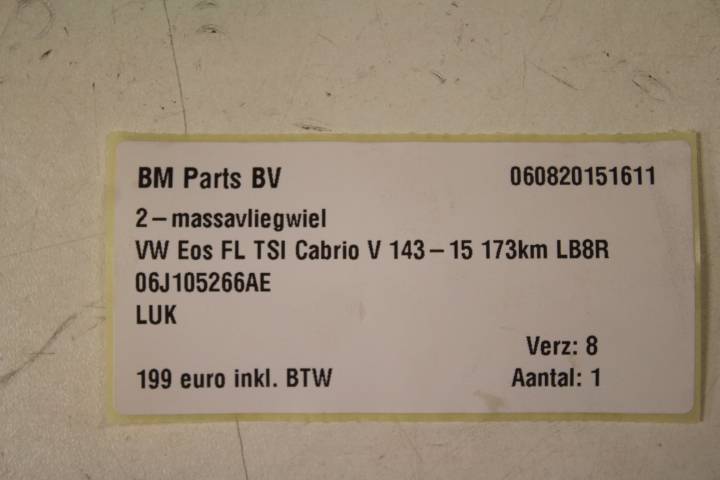 BM Parts BV 060820151611
2-massavliegwiel
VW Eos FL TSI Cabrio V 143-15 173km LB8R
06J105266AE
LUK
Verz: 8
199 euro inkl. BTW Aantal: 1